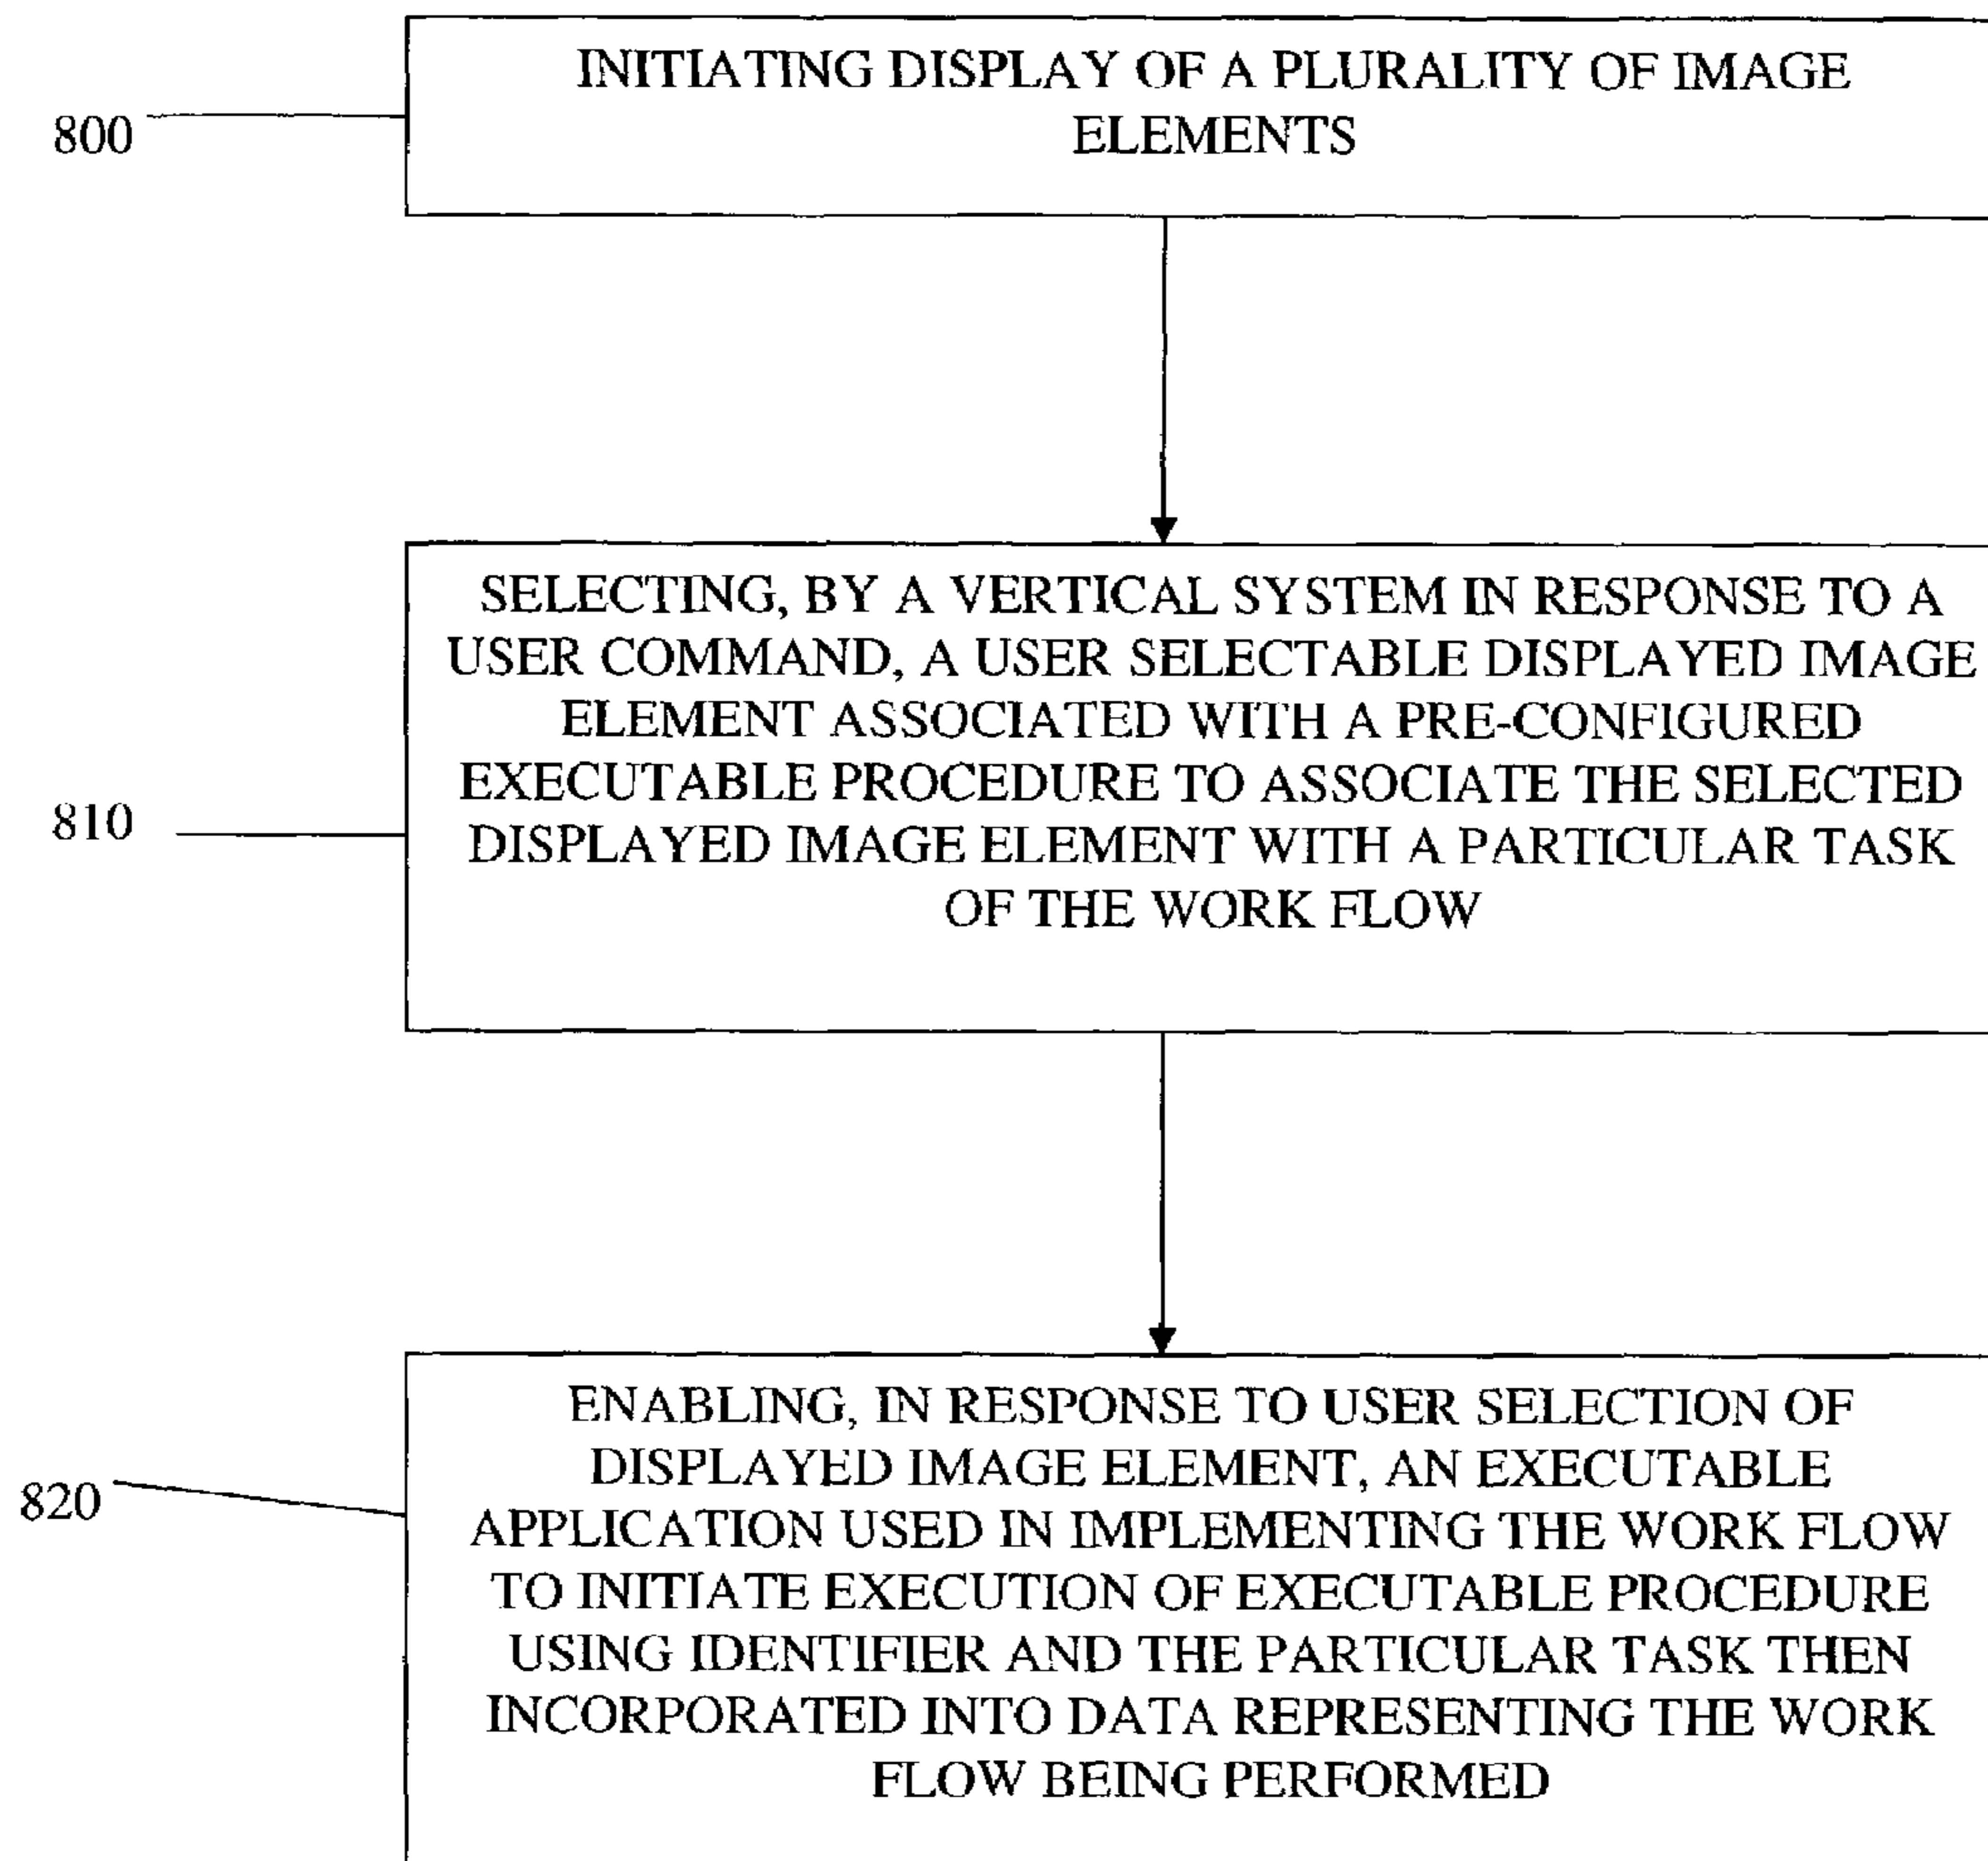 INITIATING DISPLAY OF A PLURALITY OF IMAGE
ELEMENTS
800
SELECTING, BY A VERTICAL SYSTEM IN RESPONSE TO A
USER COMMAND, A USER SELECTABLE DISPLAYED IMAGE
ELEMENT ASSOCIATED WITH A PRE-CONFIGURED
EXECUTABLE PROCEDURE TO ASSOCIATE THE SELECTED
DISPLAYED IMAGE ELEMENT WITH A PARTICULAR TASK
OF THE WORK FLOW
810
ENABLING, IN RESPONSE TO USER SELECTION OF
DISPLAYED IMAGE ELEMENT, AN EXECUTABLE
APPLICATION USED IN IMPLEMENTING THE WORK FLOW
TO INITIATE EXECUTION OF EXECUTABLE PROCEDURE
USING IDENTIFIER AND THE PARTICULAR TASK THEN
INCORPORATED INTO DATA REPRESENTING THE WORK
FLOW BEING PERFORMED
820